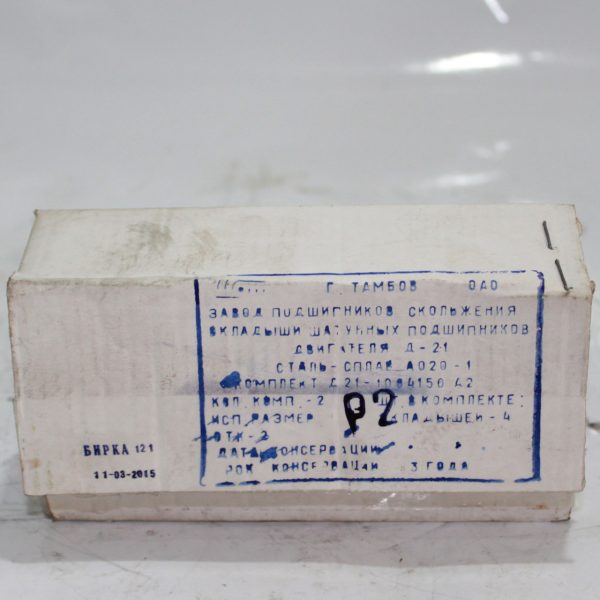 Г. ТАМБОВ ОАО
ЗАВОД ПОДШИПНИКОВ СКОЛЬЖЕНИЯ
ВКЛАДЫШИ ШАТУННЫХ ПОДШИПНИКОВ
ДВИГАТЕЛЯ Д-21
СТАЛЬ-СПЛАВ АО20-1
КОМПЛЕКТ Д21-1004150 А2
КОЛ. КОМП.-2 В КОМПЛЕКТЕ:
ИСП. РАЗМЕР Р2 ВКЛАДЫШЕЙ-4
ОТК-2
ДАТА КОНСЕРВАЦИИ
СРОК КОНСЕРВАЦИИ 3 ГОДА
БИРКА 121
11-03-2015